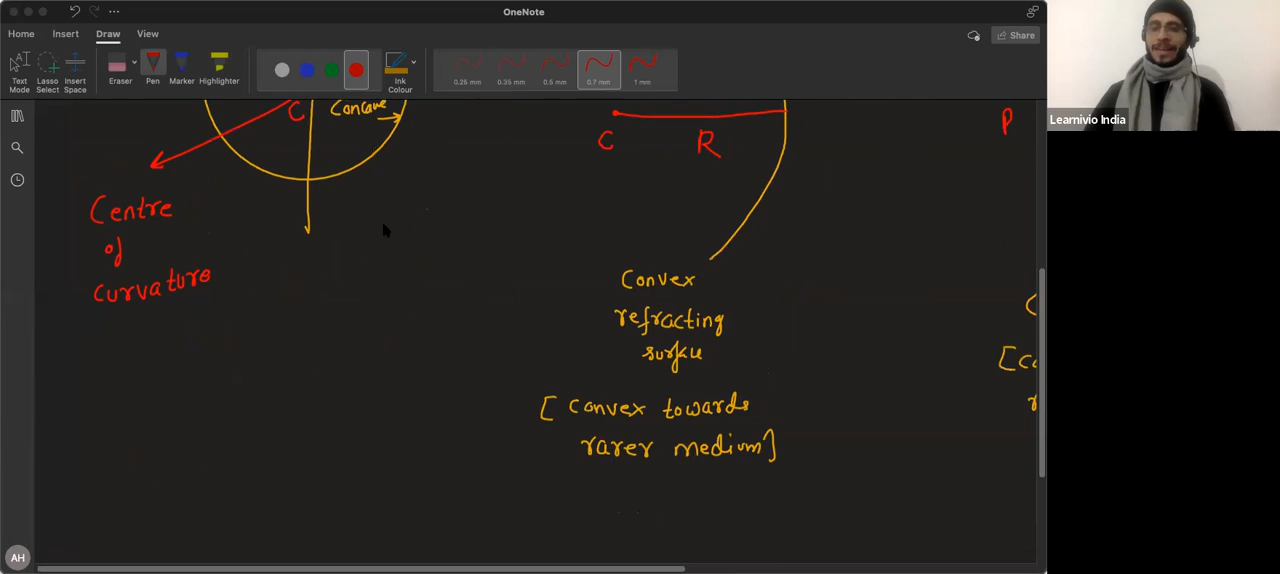 OneNote
Home Insert Draw View
Share
Text Mode
Lasso Select
Insert Space
Eraser
Pen
Marker
Highlighter
0.25 mm
0.35 mm
0.5 mm
0.7 mm
1 mm
Ink Colour
Learnivio India
C
Concave
Centre
of
curvature
C
R
P
Convex
refracting
surface
[Convex towards
rarer medium]
AH